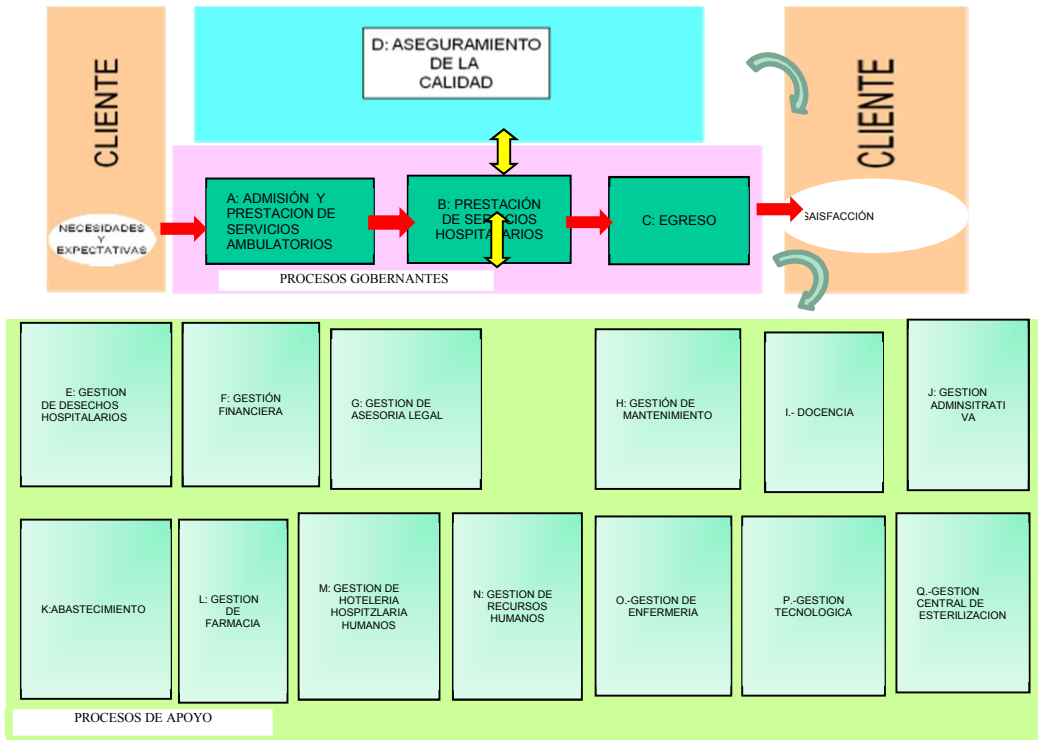 CLIENTE
NECESIDADES
Y
EXPECTATIVAS
D: ASEGURAMIENTO
DE LA
CALIDAD
A: ADMISIÓN Y
PRESTACION DE
SERVICIOS
AMBULATORIOS
B: PRESTACIÓN
DE SERVICIOS
HOSPITALARIOS
C: EGRESO
PROCESOS GOBERNANTES
CLIENTE
SAISFACCIÓN
E: GESTION
DE DESECHOS
HOSPITALARIOS
F: GESTIÓN
FINANCIERA
G: GESTION DE
ASESORIA LEGAL
H: GESTIÓN DE
MANTENIMIENTO
I.- DOCENCIA
J: GESTION
ADMINSITRATI
VA
K:ABASTECIMIENTO
L: GESTION
DE
FARMACIA
M: GESTION DE
HOTELERIA
HOSPITZLARIA
HUMANOS
N: GESTION DE
RECURSOS
HUMANOS
O.-GESTION DE
ENFERMERIA
P.-GESTION
TECNOLOGICA
Q.-GESTION
CENTRAL DE
ESTERILIZACION
PROCESOS DE APOYO